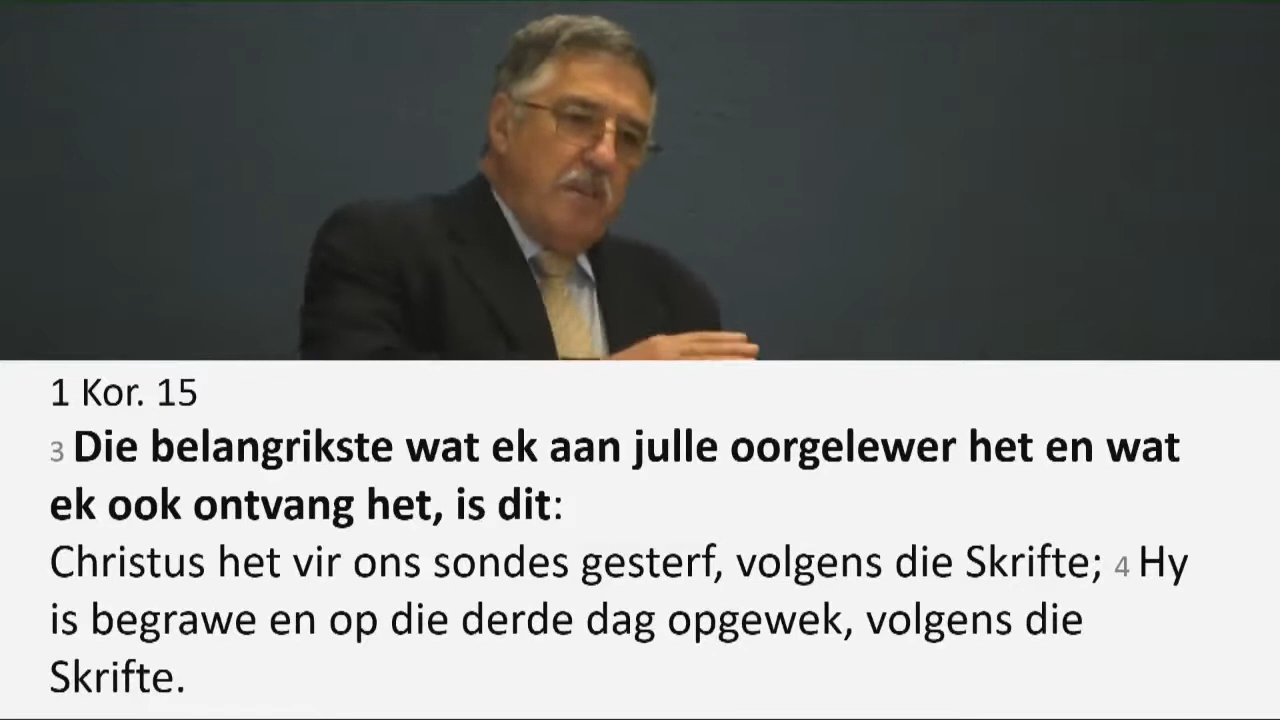 1 Kor. 15
3 Die belangrikste wat ek aan julle oorgelewer het en wat
ek ook ontvang het, is dit:
Christus het vir ons sondes gesterf, volgens die Skrifte; 4 Hy
is begrawe en op die derde dag opgewek, volgens die
Skrifte.